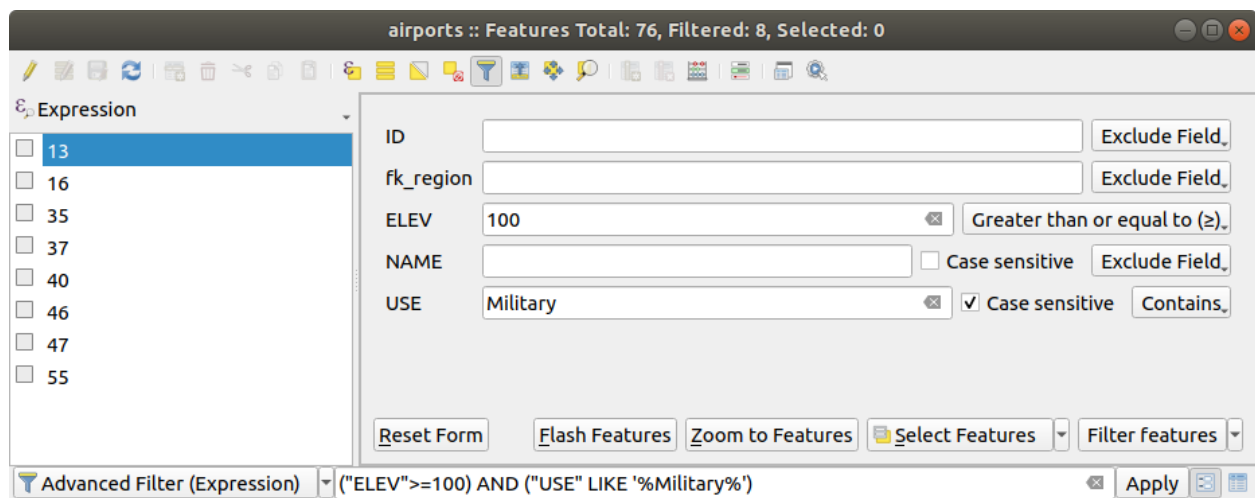 airports :: Features Total: 76, Filtered: 8, Selected: 0
Expression
13
16
35
37
40
46
47
55
ID Exclude Field
fk_region Exclude Field
ELEV 100 Greater than or equal to (≥)
NAME Case sensitive Exclude Field
USE Military Case sensitive Contains
Reset Form Flash Features Zoom to Features Select Features Filter features
Advanced Filter (Expression) ("ELEV">=100) AND ("USE" LIKE '%Military%') Apply